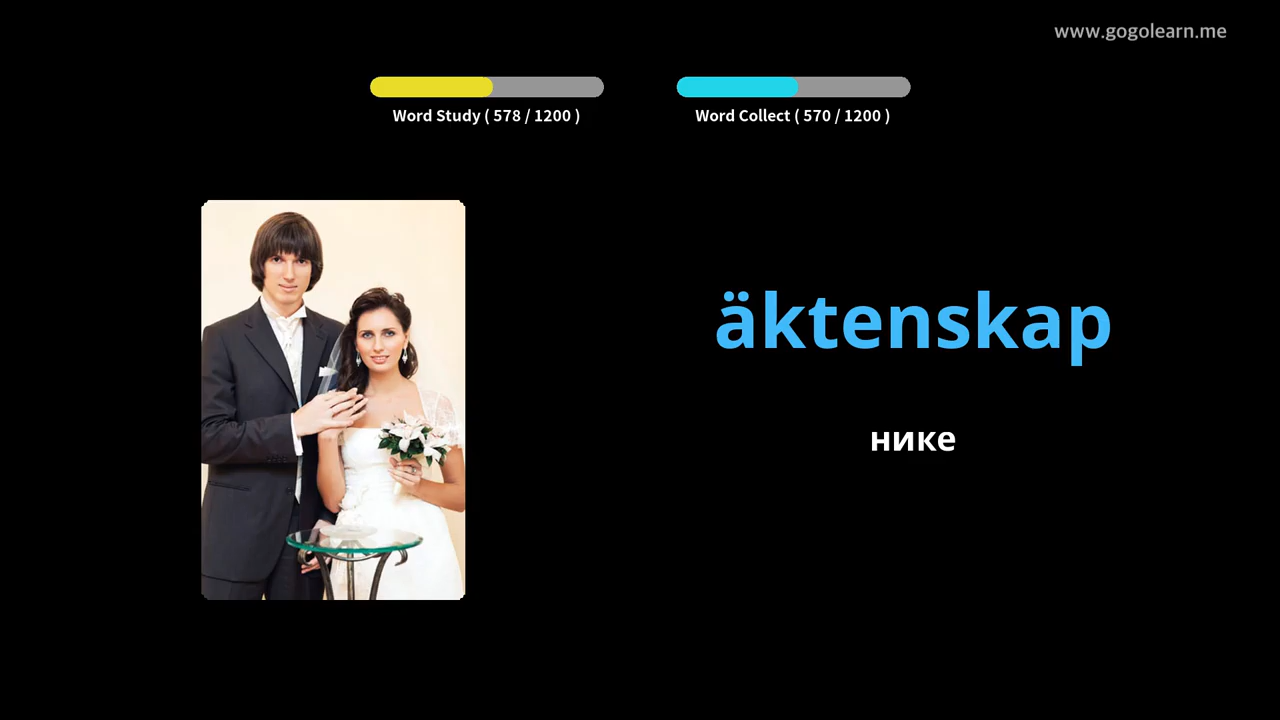 www.gogolearn.me
Word Study ( 578 / 1200 )
Word Collect ( 570 / 1200 )
äktenskap
нике